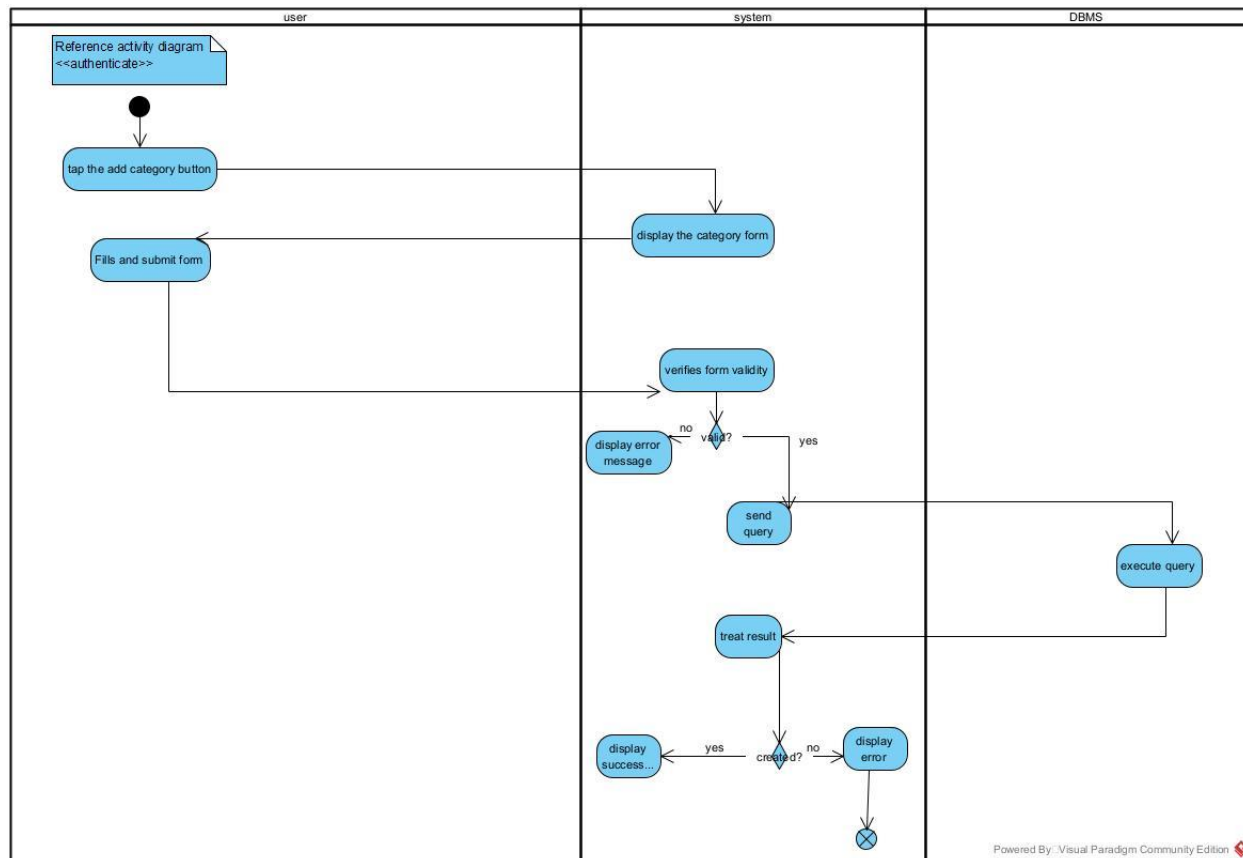 user
system
DBMS
Reference activity diagram
<<authenticate>>
tap the add category button
display the category form
Fills and submit form
verifies form validity
no
valid?
yes
display error
message
send
query
execute query
treat result
display
success...
yes
created?
no
display
error
Powered By Visual Paradigm Community Edition